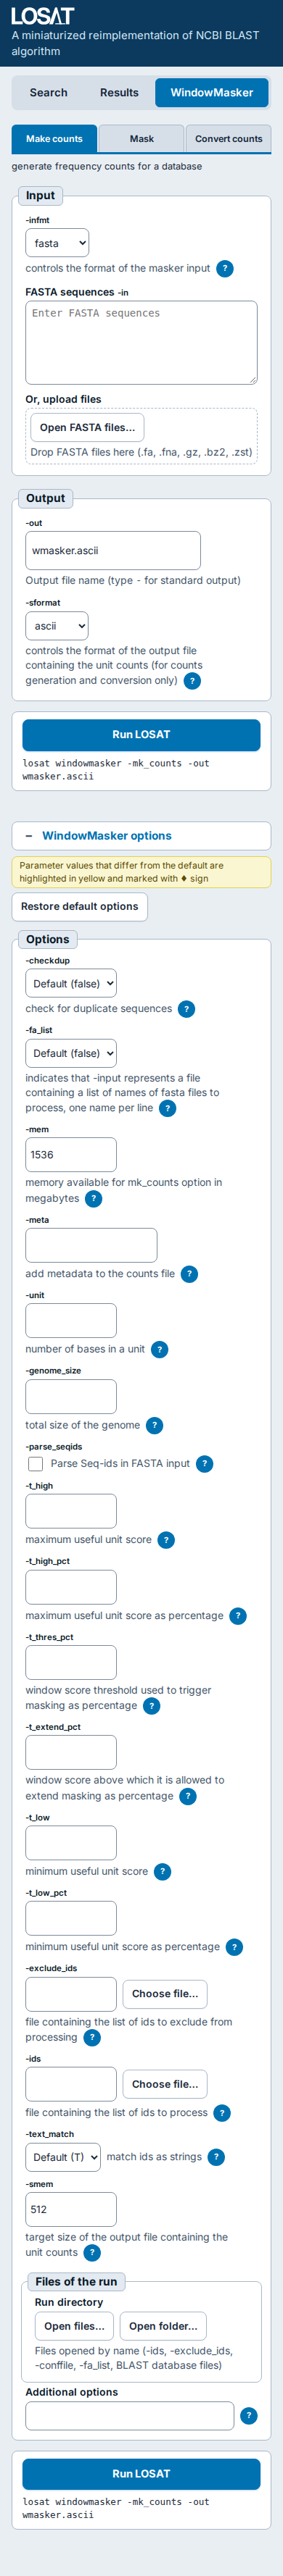 LOSAT
A miniaturized reimplementation of NCBI BLAST
algorithm
Search Results WindowMasker
Make counts Mask Convert counts
generate frequency counts for a database
Input
-infmt
fasta
controls the format of the masker input ?
FASTA sequences -in
Enter FASTA sequences
Or, upload files
Open FASTA files...
Drop FASTA files here (.fa, .fna, .gz, .bz2, .zst)
Output
-out
wmasker.ascii
Output file name (type - for standard output)
-sformat
ascii
controls the format of the output file
containing the unit counts (for counts
generation and conversion only) ?
Run LOSAT
losat windowmasker -mk_counts -out
wmasker.ascii
− WindowMasker options
Parameter values that differ from the default are
highlighted in yellow and marked with ♦ sign
Restore default options
Options
-checkdup
Default (false)
check for duplicate sequences ?
-fa_list
Default (false)
indicates that -input represents a file
containing a list of names of fasta files to
process, one name per line ?
-mem
1536
memory available for mk_counts option in
megabytes ?
-meta
add metadata to the counts file ?
-unit
number of bases in a unit ?
-genome_size
total size of the genome ?
-parse_seqids
Parse Seq-ids in FASTA input ?
-t_high
maximum useful unit score ?
-t_high_pct
maximum useful unit score as percentage ?
-t_thres_pct
window score threshold used to trigger
masking as percentage ?
-t_extend_pct
window score above which it is allowed to
extend masking as percentage ?
-t_low
minimum useful unit score ?
-t_low_pct
minimum useful unit score as percentage ?
-exclude_ids
Choose file...
file containing the list of ids to exclude from
processing ?
-ids
Choose file...
file containing the list of ids to process ?
-text_match
Default (T) match ids as strings ?
-smem
512
target size of the output file containing the
unit counts ?
Files of the run
Run directory
Open files... Open folder...
Files opened by name (-ids, -exclude_ids,
-conffile, -fa_list, BLAST database files)
Additional options
?
Run LOSAT
losat windowmasker -mk_counts -out
wmasker.ascii